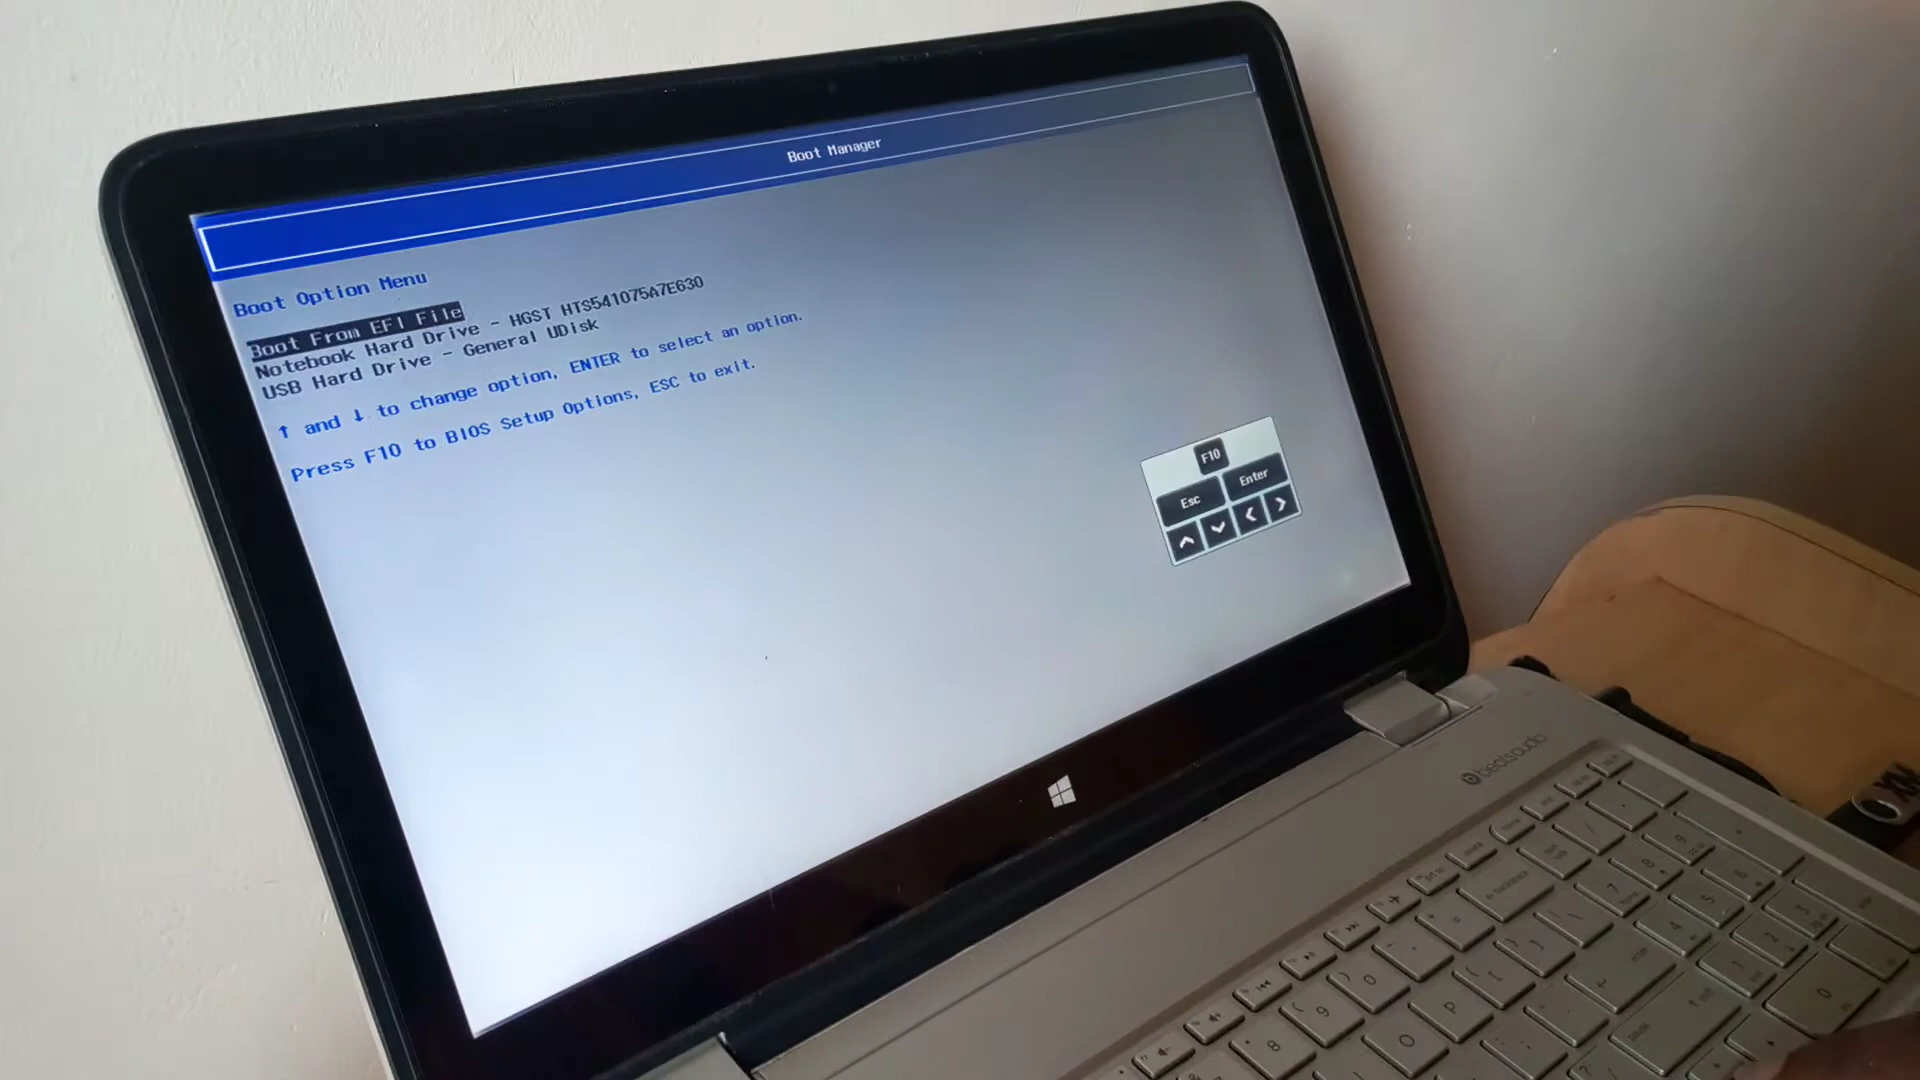 Boot Manager
Boot Option Menu
Boot From EFI File
Notebook Hard Drive - HGST HTS541075A7E630
USB Hard Drive - General UDisk
↑ and ↓ to change option, ENTER to select an option.
Press F10 to BIOS Setup Options, ESC to exit.
F10
Esc Enter
beats audio